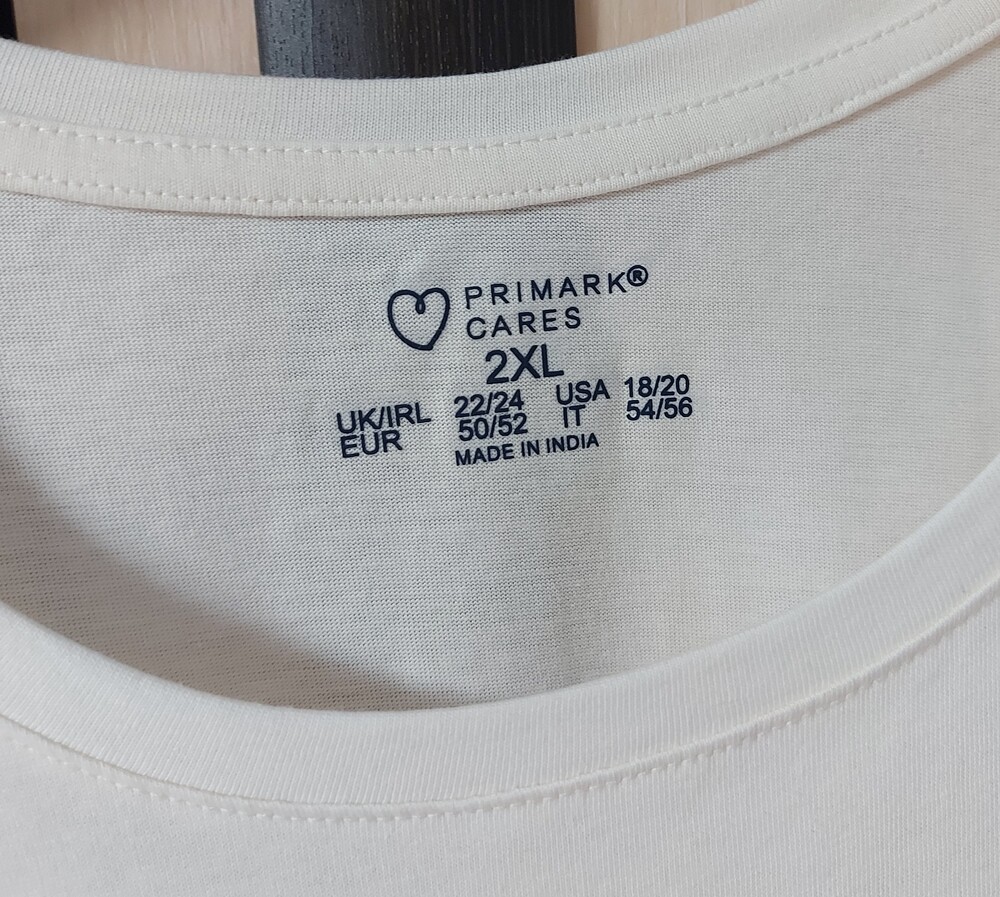 PRIMARK®
CARES
2XL
UK/IRL 22/24 USA 18/20
EUR 50/52 IT 54/56
MADE IN INDIA